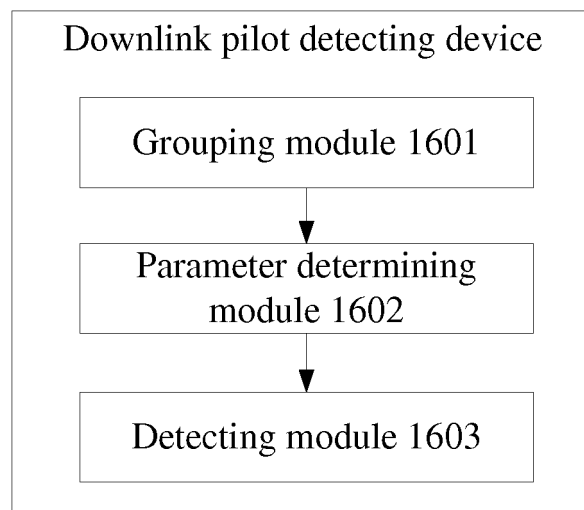 Downlink pilot detecting device
Grouping module 1601
Parameter determining
module 1602
Detecting module 1603